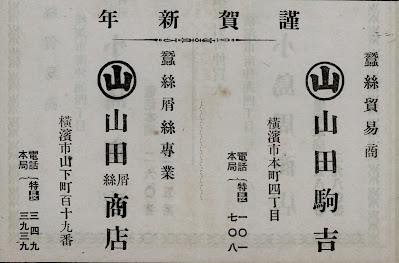 謹賀新年
蠶絲貿易商
山 山田駒吉
横濱市本町四丁目
電話本局(特長 一〇一 七〇八
蠶絲屑絲專業
山 山田屑絲商店
横濱市山下町百十九番
電話本局(特長 三四九 三九三九